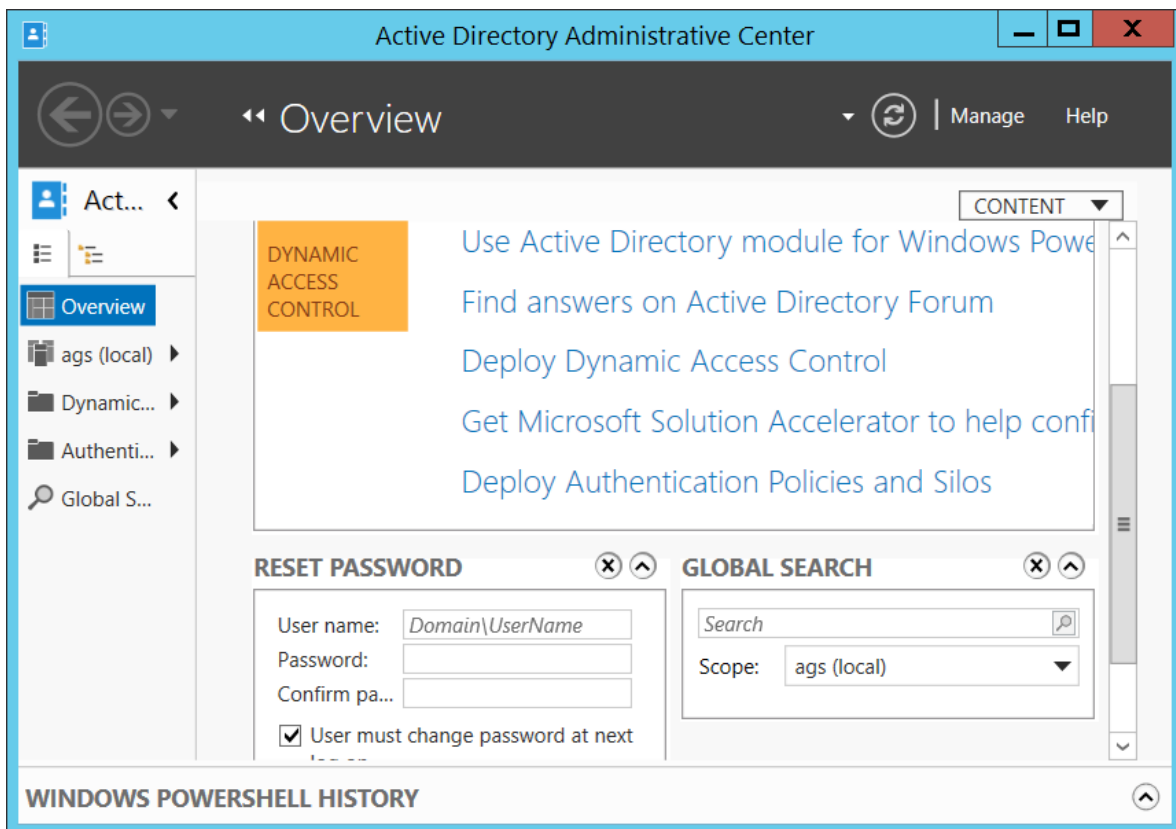 Active Directory Administrative Center
Overview
Manage
Help
Act...
CONTENT
Overview
ags (local)
Dynamic...
Authenti...
Global S...
DYNAMIC
ACCESS
CONTROL
Use Active Directory module for Windows Powe
Find answers on Active Directory Forum
Deploy Dynamic Access Control
Get Microsoft Solution Accelerator to help confi
Deploy Authentication Policies and Silos
RESET PASSWORD
User name: Domain\UserName
Password:
Confirm pa...
User must change password at next
log on
GLOBAL SEARCH
Search
Scope: ags (local)
WINDOWS POWERSHELL HISTORY